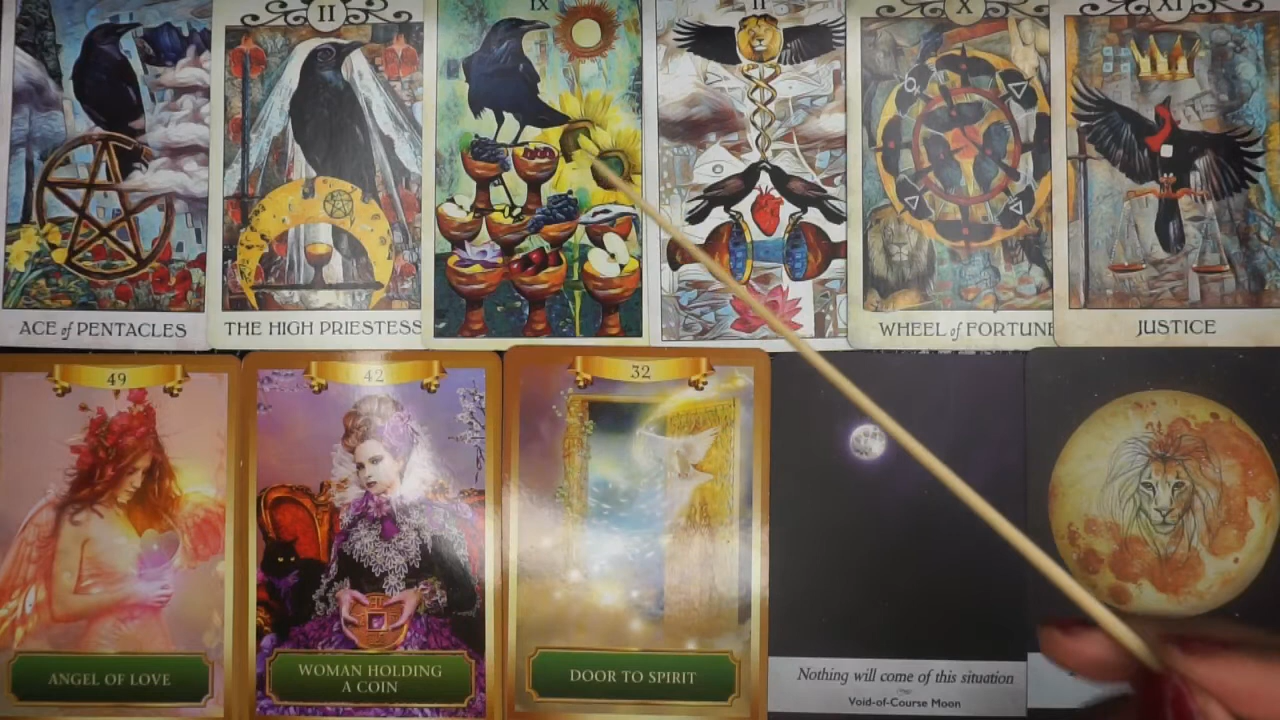 II
IX
II
X
XI
ACE of PENTACLES
THE HIGH PRIESTESS
WHEEL of FORTUNE
JUSTICE
49
42
32
ANGEL OF LOVE
WOMAN HOLDING
A COIN
DOOR TO SPIRIT
Nothing will come of this situation
Void-of-Course Moon